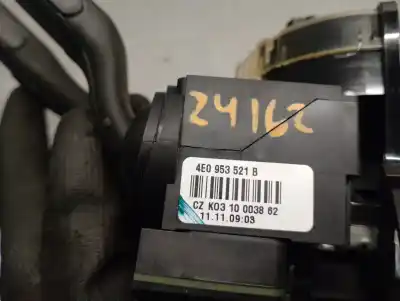 24162
4E0 953 521 B
CZ K03 10 0038 62
11.11.09:03